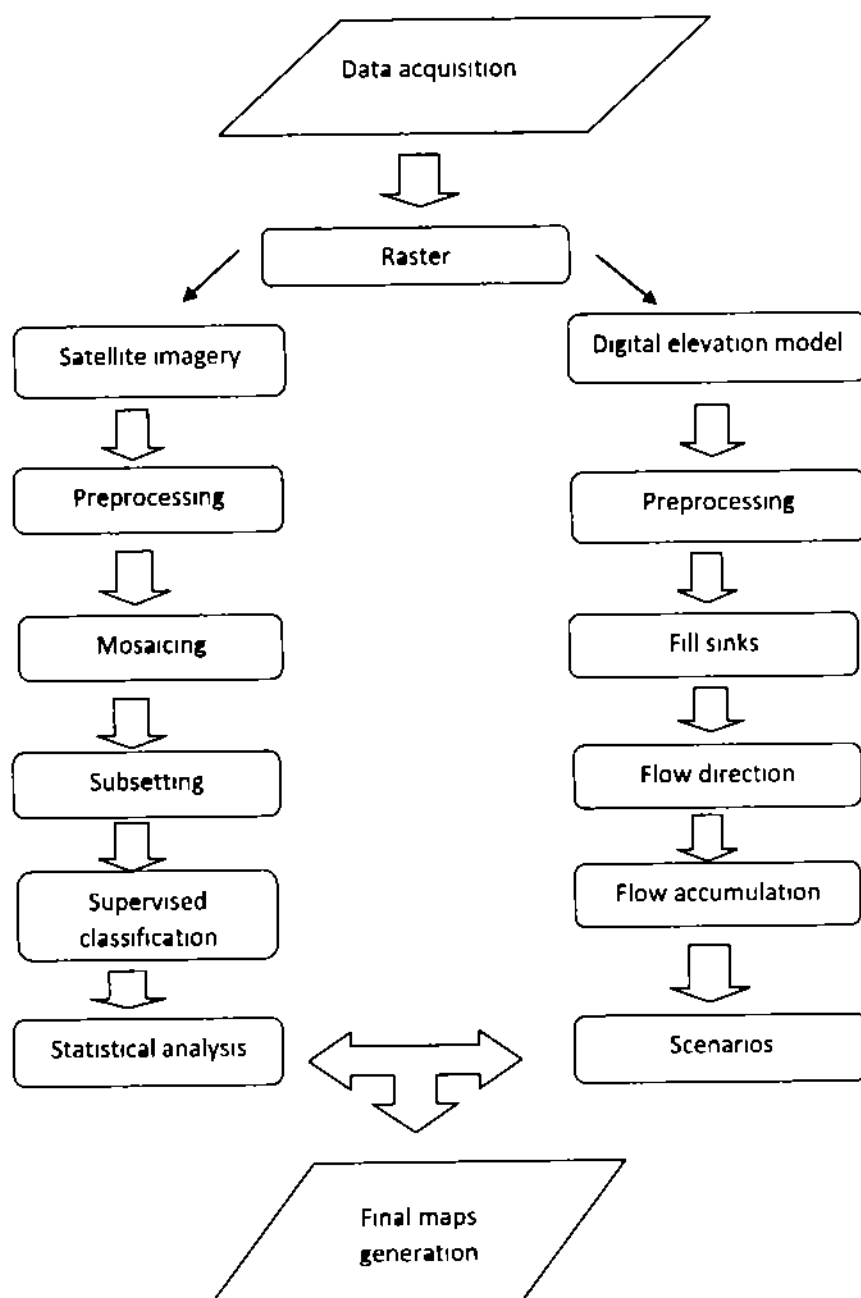 Data acquisition
Raster
Satellite imagery
Digital elevation model
Preprocessing
Preprocessing
Mosaicing
Fill sinks
Subsetting
Flow direction
Supervised
classification
Flow accumulation
Statistical analysis
Scenarios
Final maps
generation